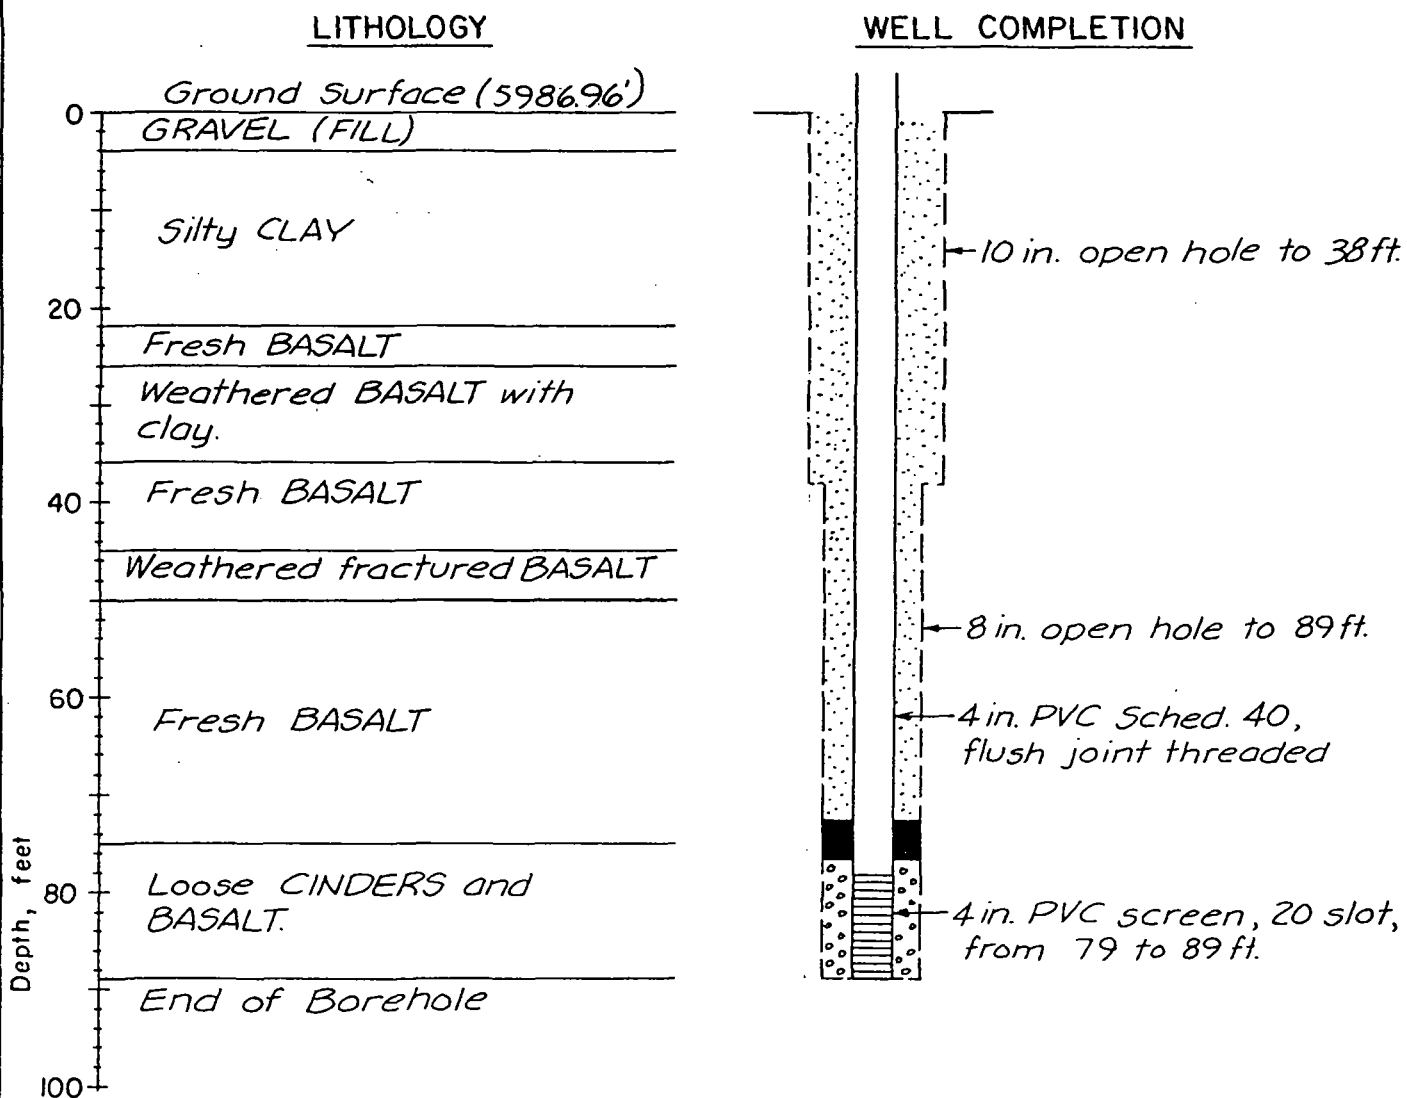 LITHOLOGY
WELL COMPLETION
Ground Surface (5986.96')
0
GRAVEL (FILL)
Silty CLAY
10 in. open hole to 38 ft.
20
Fresh BASALT
Weathered BASALT with
clay.
Fresh BASALT
40
Weathered fractured BASALT
8 in. open hole to 89 ft.
60
Fresh BASALT
4 in. PVC Sched. 40,
flush joint threaded
Depth, feet
80
Loose CINDERS and
BASALT.
4 in. PVC screen, 20 slot,
from 79 to 89 ft.
End of Borehole
100